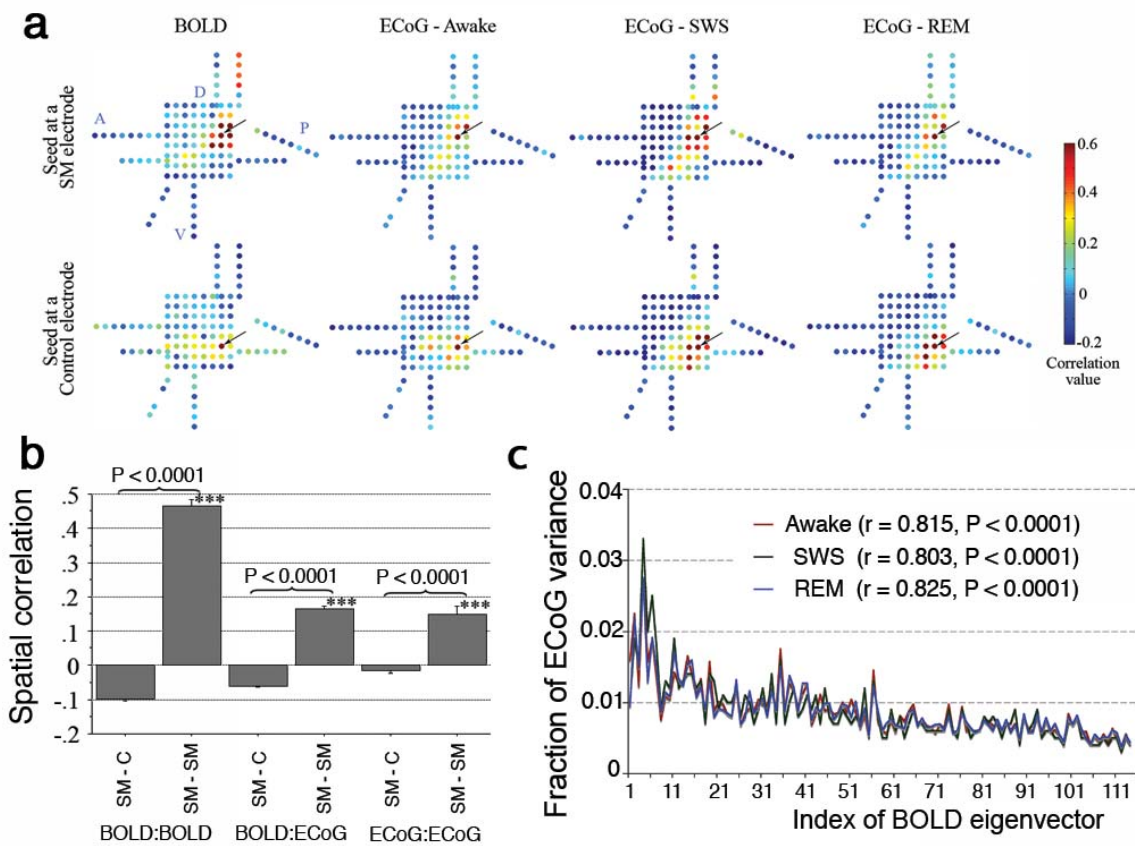 a
BOLD
ECoG - Awake
ECoG - SWS
ECoG - REM
Seed at a
SM electrode
A
D
P
V
Seed at a
Control electrode
0.6
0.4
0.2
0
-0.2
Correlation
value
b
P < 0.0001
***
P < 0.0001
***
P < 0.0001
***
Spatial correlation
.5
.4
.3
.2
.1
0
-.1
-.2
SM - C
SM - SM
SM - C
SM - SM
SM - C
SM - SM
BOLD:BOLD
BOLD:ECoG
ECoG:ECoG
c
Fraction of ECoG variance
0.04
0.03
0.02
0.01
0
Awake (r = 0.815, P < 0.0001)
SWS (r = 0.803, P < 0.0001)
REM (r = 0.825, P < 0.0001)
1 11 21 31 41 51 61 71 81 91 101 111
Index of BOLD eigenvector